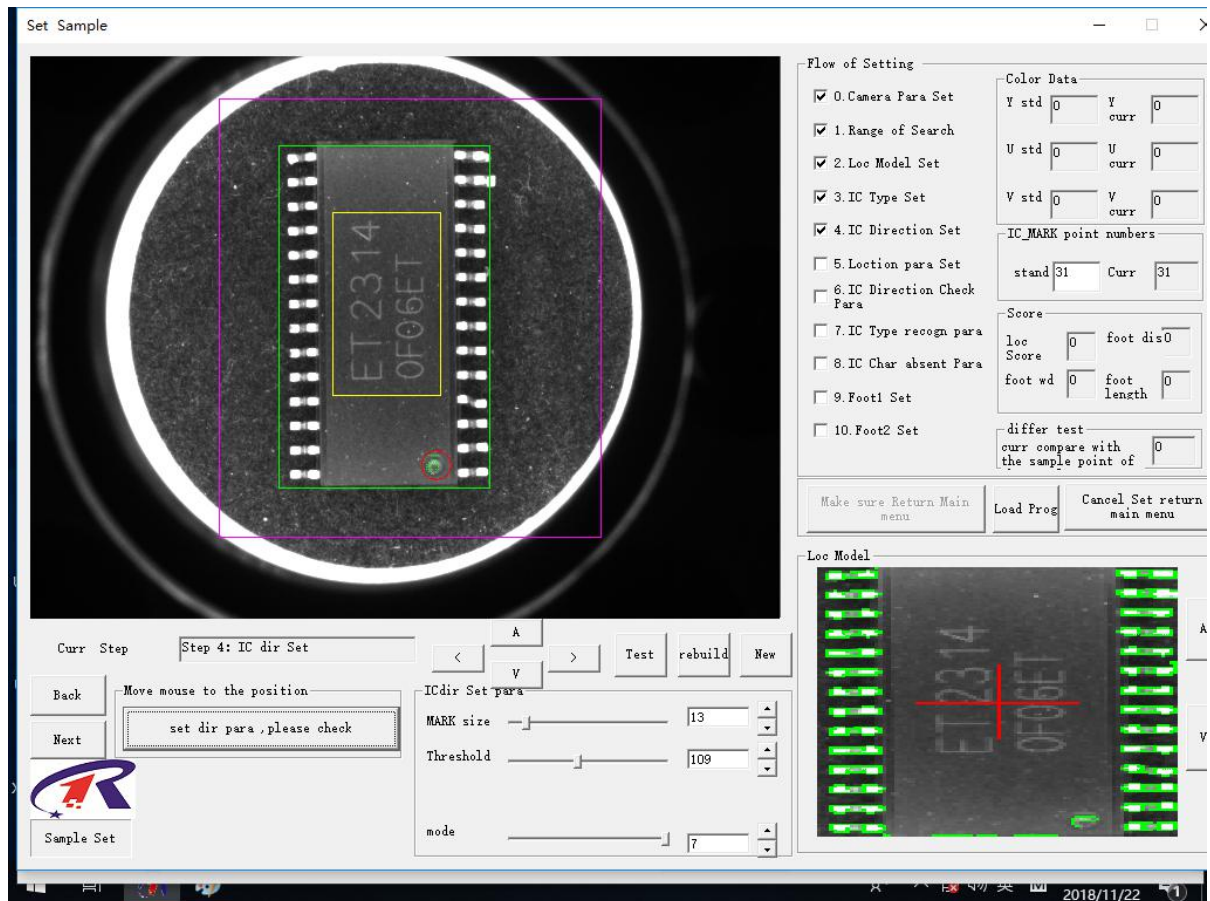 Set Sample
ET2314
0F06ET
Flow of Setting
0.Camera Para Set
1.Range of Search
2.Loc Model Set
3.IC Type Set
4.IC Direction Set
5.Loction para Set
6.IC Direction Check
Para
7.IC Type recogn para
8.IC Char absent Para
9.Foot1 Set
10.Foot2 Set
Color Data
Y std 0 Y curr 0
U std 0 U curr 0
V std 0 V curr 0
IC_MARK point numbers
stand 31 Curr 31
Score
loc Score 0 foot dis 0
foot wd 0 foot length 0
differ test
curr compare with
the sample point of
0
Make sure Return Main
menu
Load Prog
Cancel Set return
main menu
Loc Model
ET2314
0F06ET
A
V
Curr Step
Step 4: IC dir Set
A
< >
V
Test rebuild New
Back
Next
Move mouse to the position
set dir para ,please check
ICdir Set para
MARK size 13
Threshold 109
mode 7
Sample Set
英
2018/11/22
1